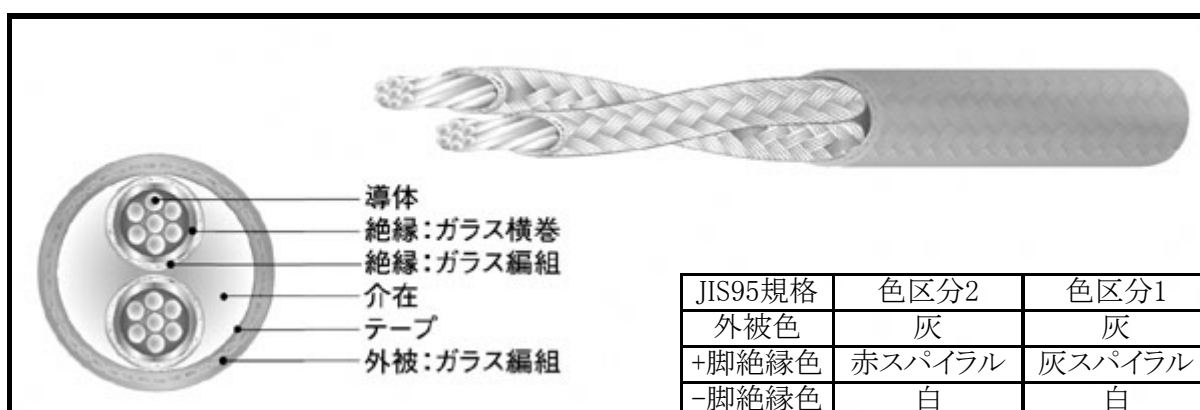 導体
絶縁:ガラス横巻
絶縁:ガラス編組
介在
テープ
外被:ガラス編組
JIS95規格 色区分2 色区分1
外被色 灰 灰
+脚絶縁色 赤スパイラル 灰スパイラル
−脚絶縁色 白 白